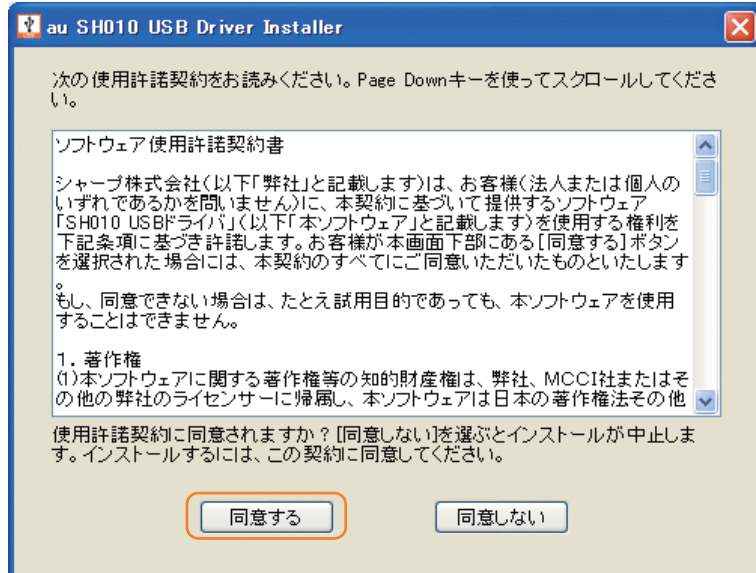 au SH010 USB Driver Installer
次の使用許諾契約をお読みください。Page Downキーを使ってスクロールしてくださ
い。
ソフトウェア使用許諾契約書
シャープ株式会社(以下「弊社」と記載します)は、お客様(法人または個人の
いずれであるかを問いません)に、本契約に基づいて提供するソフトウェア
「SH010 USBドライバ」(以下「本ソフトウェア」と記載します)を使用する権利を
下記条項に基づき許諾します。お客様が本画面下部にある[同意する]ボタン
を選択された場合には、本契約のすべてにご同意いただいたものといたします
。
もし、同意できない場合は、たとえ試用目的であっても、本ソフトウェアを使用
することはできません。
1. 著作権
(1)本ソフトウェアに関する著作権等の知的財産権は、弊社、MCCI社またはそ
の他の弊社のライセンサーに帰属し、本ソフトウェアは日本の著作権法その他
使用許諾契約に同意されますか?[同意しない]を選ぶとインストールが中止しま
す。インストールするには、この契約に同意してください。
同意する
同意しない